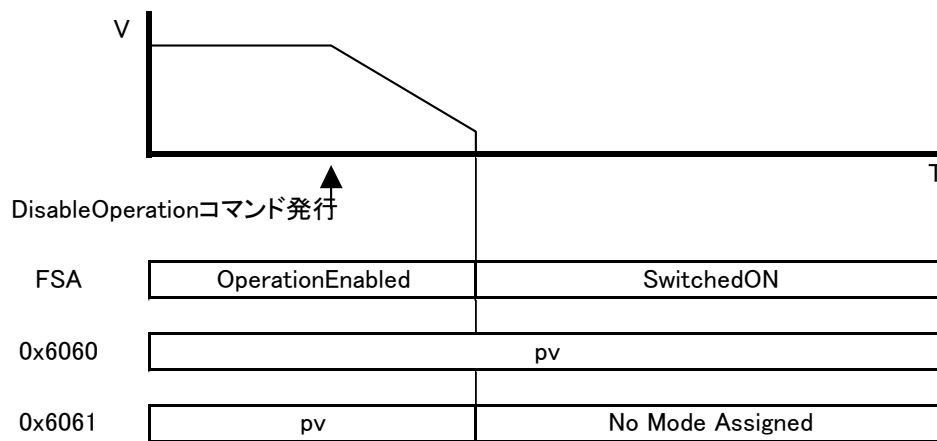 V
T
DisableOperationコマンド発行
FSA OperationEnabled SwitchedON
0x6060 pv
0x6061 pv No Mode Assigned